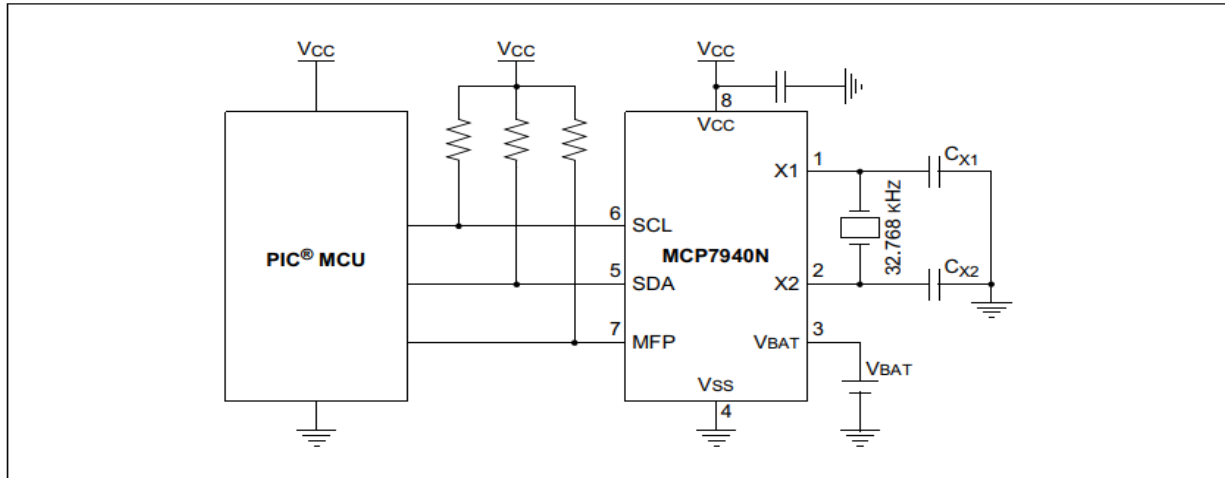 VCC
VCC
VCC
8
VCC
X1
1
CX1
32.768 KHZ
6
SCL
PIC® MCU
MCP7940N
5
SDA
X2
2
CX2
7
MFP
VBAT
3
VBAT
VSS
4